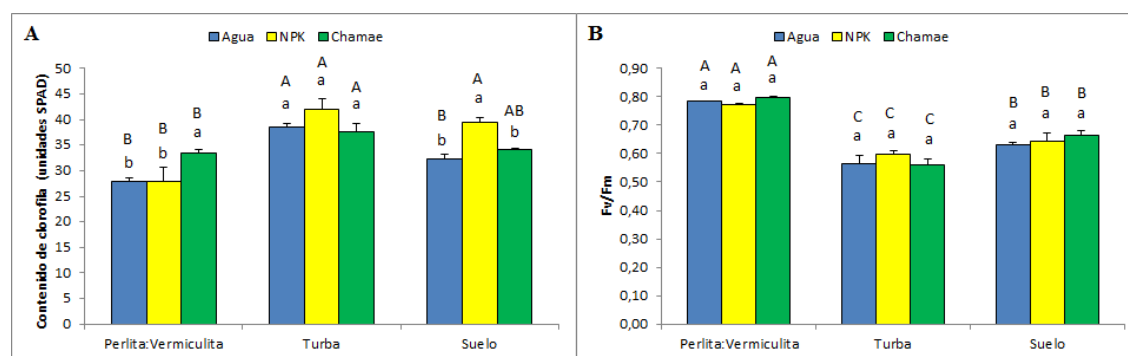 A
Agua NPK Chamae
Contenido de clorofila (unidades SPAD)
50
45
40
35
30
25
20
15
10
5
0
B B B
b b a
A A A
a a a
B A AB
b a b
Perlita:Vermiculita Turba Suelo
B
Agua NPK Chamae
Fv/Fm
0,90
0,80
0,70
0,60
0,50
0,40
0,30
0,20
0,10
0,00
A A A
a a a
C C C
a a a
B B B
a a a
Perlita:Vermiculita Turba Suelo